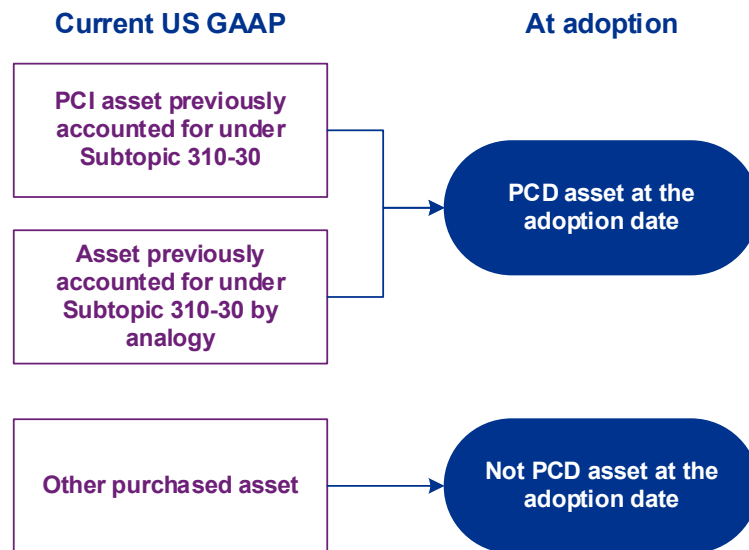 Current US GAAP
At adoption
PCI asset previously
accounted for under
Subtopic 310-30
PCD asset at the
adoption date
Asset previously
accounted for under
Subtopic 310-30 by
analogy
Other purchased asset
Not PCD asset at the
adoption date